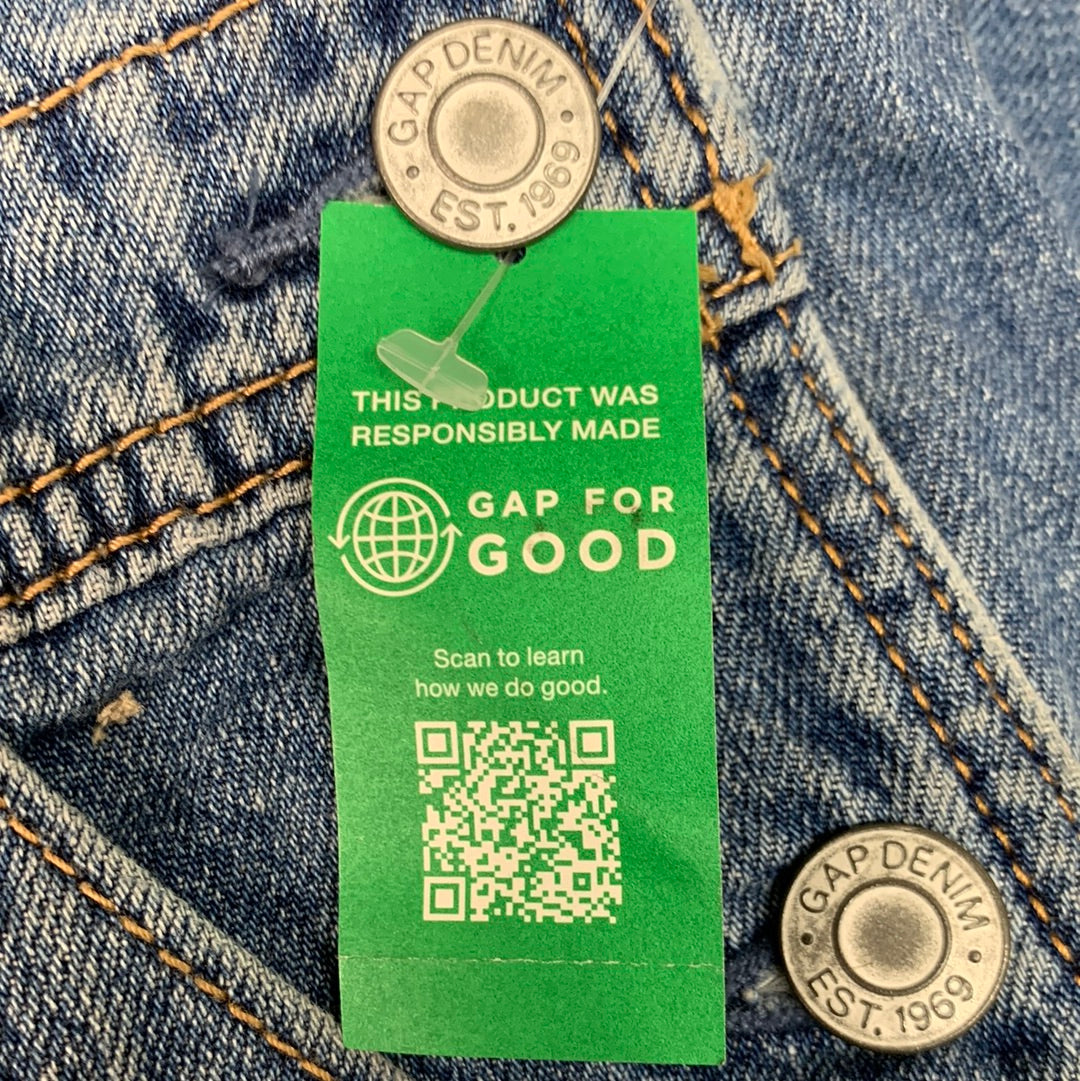 GAP DENIM
EST. 1969
THIS PRODUCT WAS
RESPONSIBLY MADE
GAP FOR
GOOD
Scan to learn
how we do good.
GAP DENIM
EST. 1969